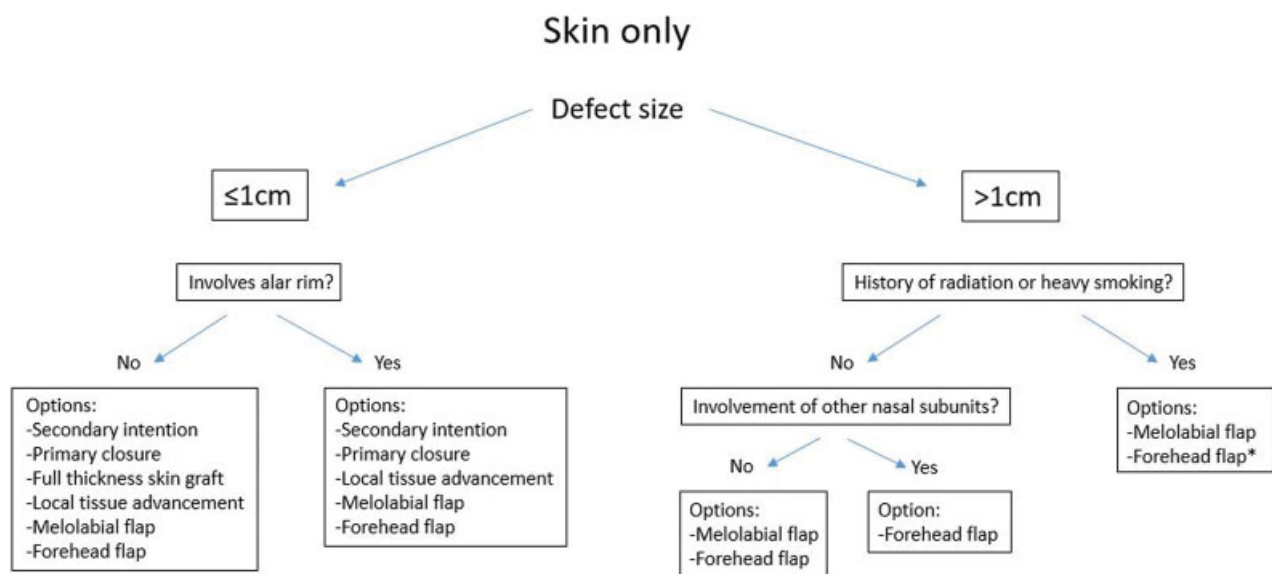 Skin only
Defect size
≤1cm
>1cm
Involves alar rim?
History of radiation or heavy smoking?
No
Yes
No
Yes
Options:
-Secondary intention
-Primary closure
-Full thickness skin graft
-Local tissue advancement
-Melolabial flap
-Forehead flap
Options:
-Secondary intention
-Primary closure
-Local tissue advancement
-Melolabial flap
-Forehead flap
Involvement of other nasal subunits?
Options:
-Melolabial flap
-Forehead flap*
No
Yes
Options:
-Melolabial flap
-Forehead flap
Option:
-Forehead flap